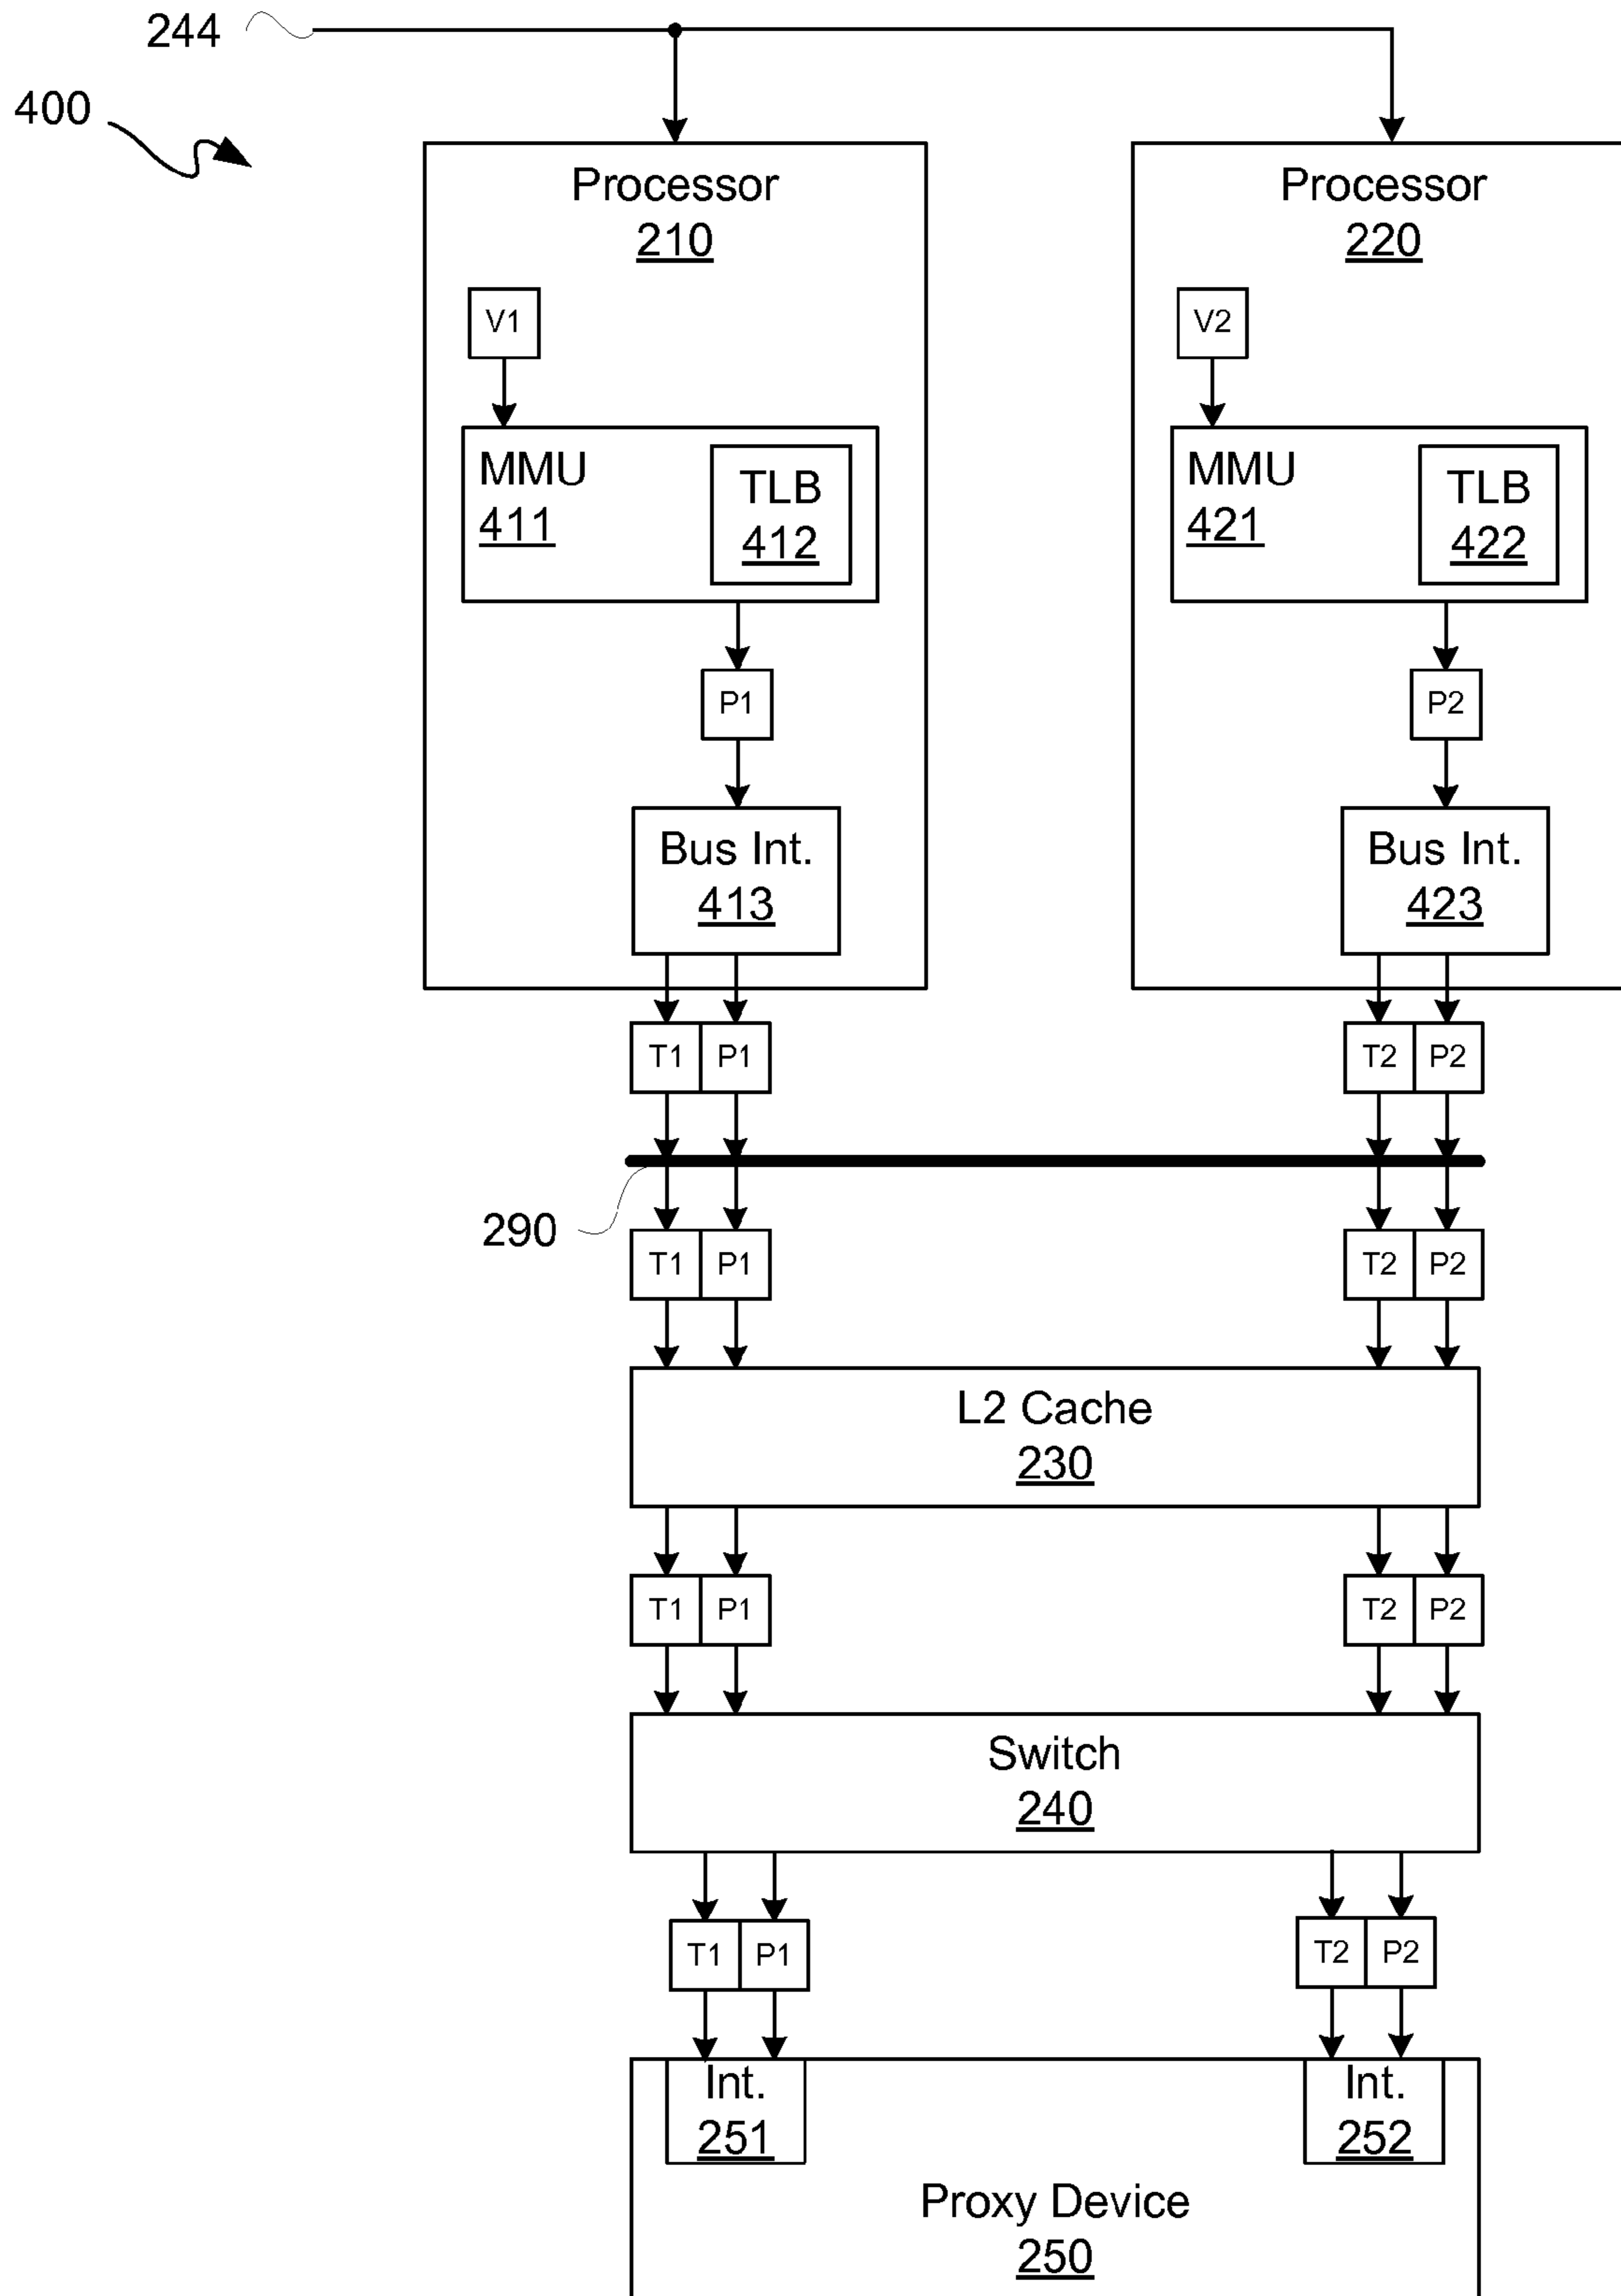 244
400
Processor
210
Processor
220
V1
V2
MMU
411
TLB
412
MMU
421
TLB
422
P1
P2
Bus Int.
413
Bus Int.
423
T1 P1
T2 P2
290
T1 P1
T2 P2
L2 Cache
230
T1 P1
T2 P2
Switch
240
T1 P1
T2 P2
Int.
251
Int.
252
Proxy Device
250